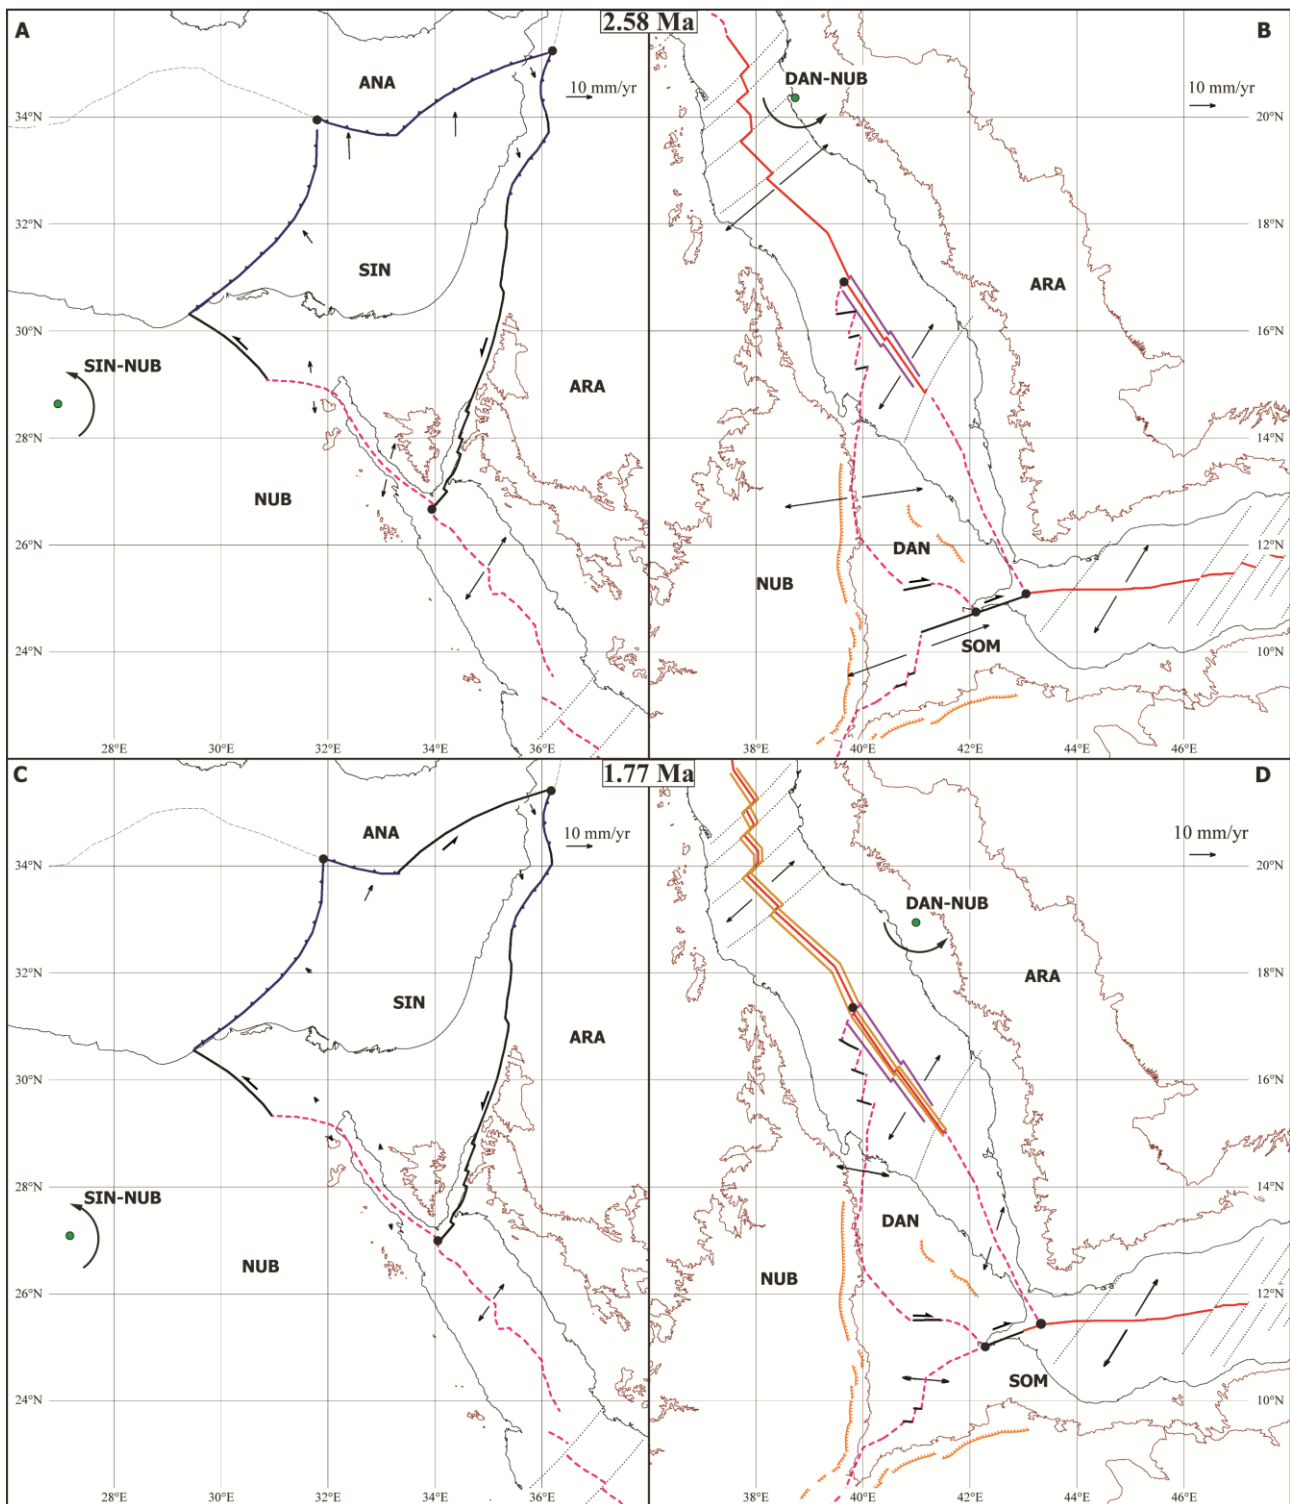 A
2.58 Ma
B
ANA
10 mm/yr
DAN-NUB
10 mm/yr
34°N
20°N
32°N
18°N
SIN
ARA
30°N
16°N
SIN-NUB
ARA
28°N
14°N
NUB
26°N
12°N
DAN
NUB
24°N
SOM
10°N
28°E
30°E
32°E
34°E
36°E
38°E
40°E
42°E
44°E
46°E
C
1.77 Ma
D
ANA
10 mm/yr
10 mm/yr
34°N
20°N
DAN-NUB
32°N
SIN
ARA
18°N
ARA
30°N
16°N
28°N
14°N
SIN-NUB
DAN
NUB
NUB
26°N
12°N
SOM
24°N
10°N
28°E
30°E
32°E
34°E
36°E
38°E
40°E
42°E
44°E
46°E